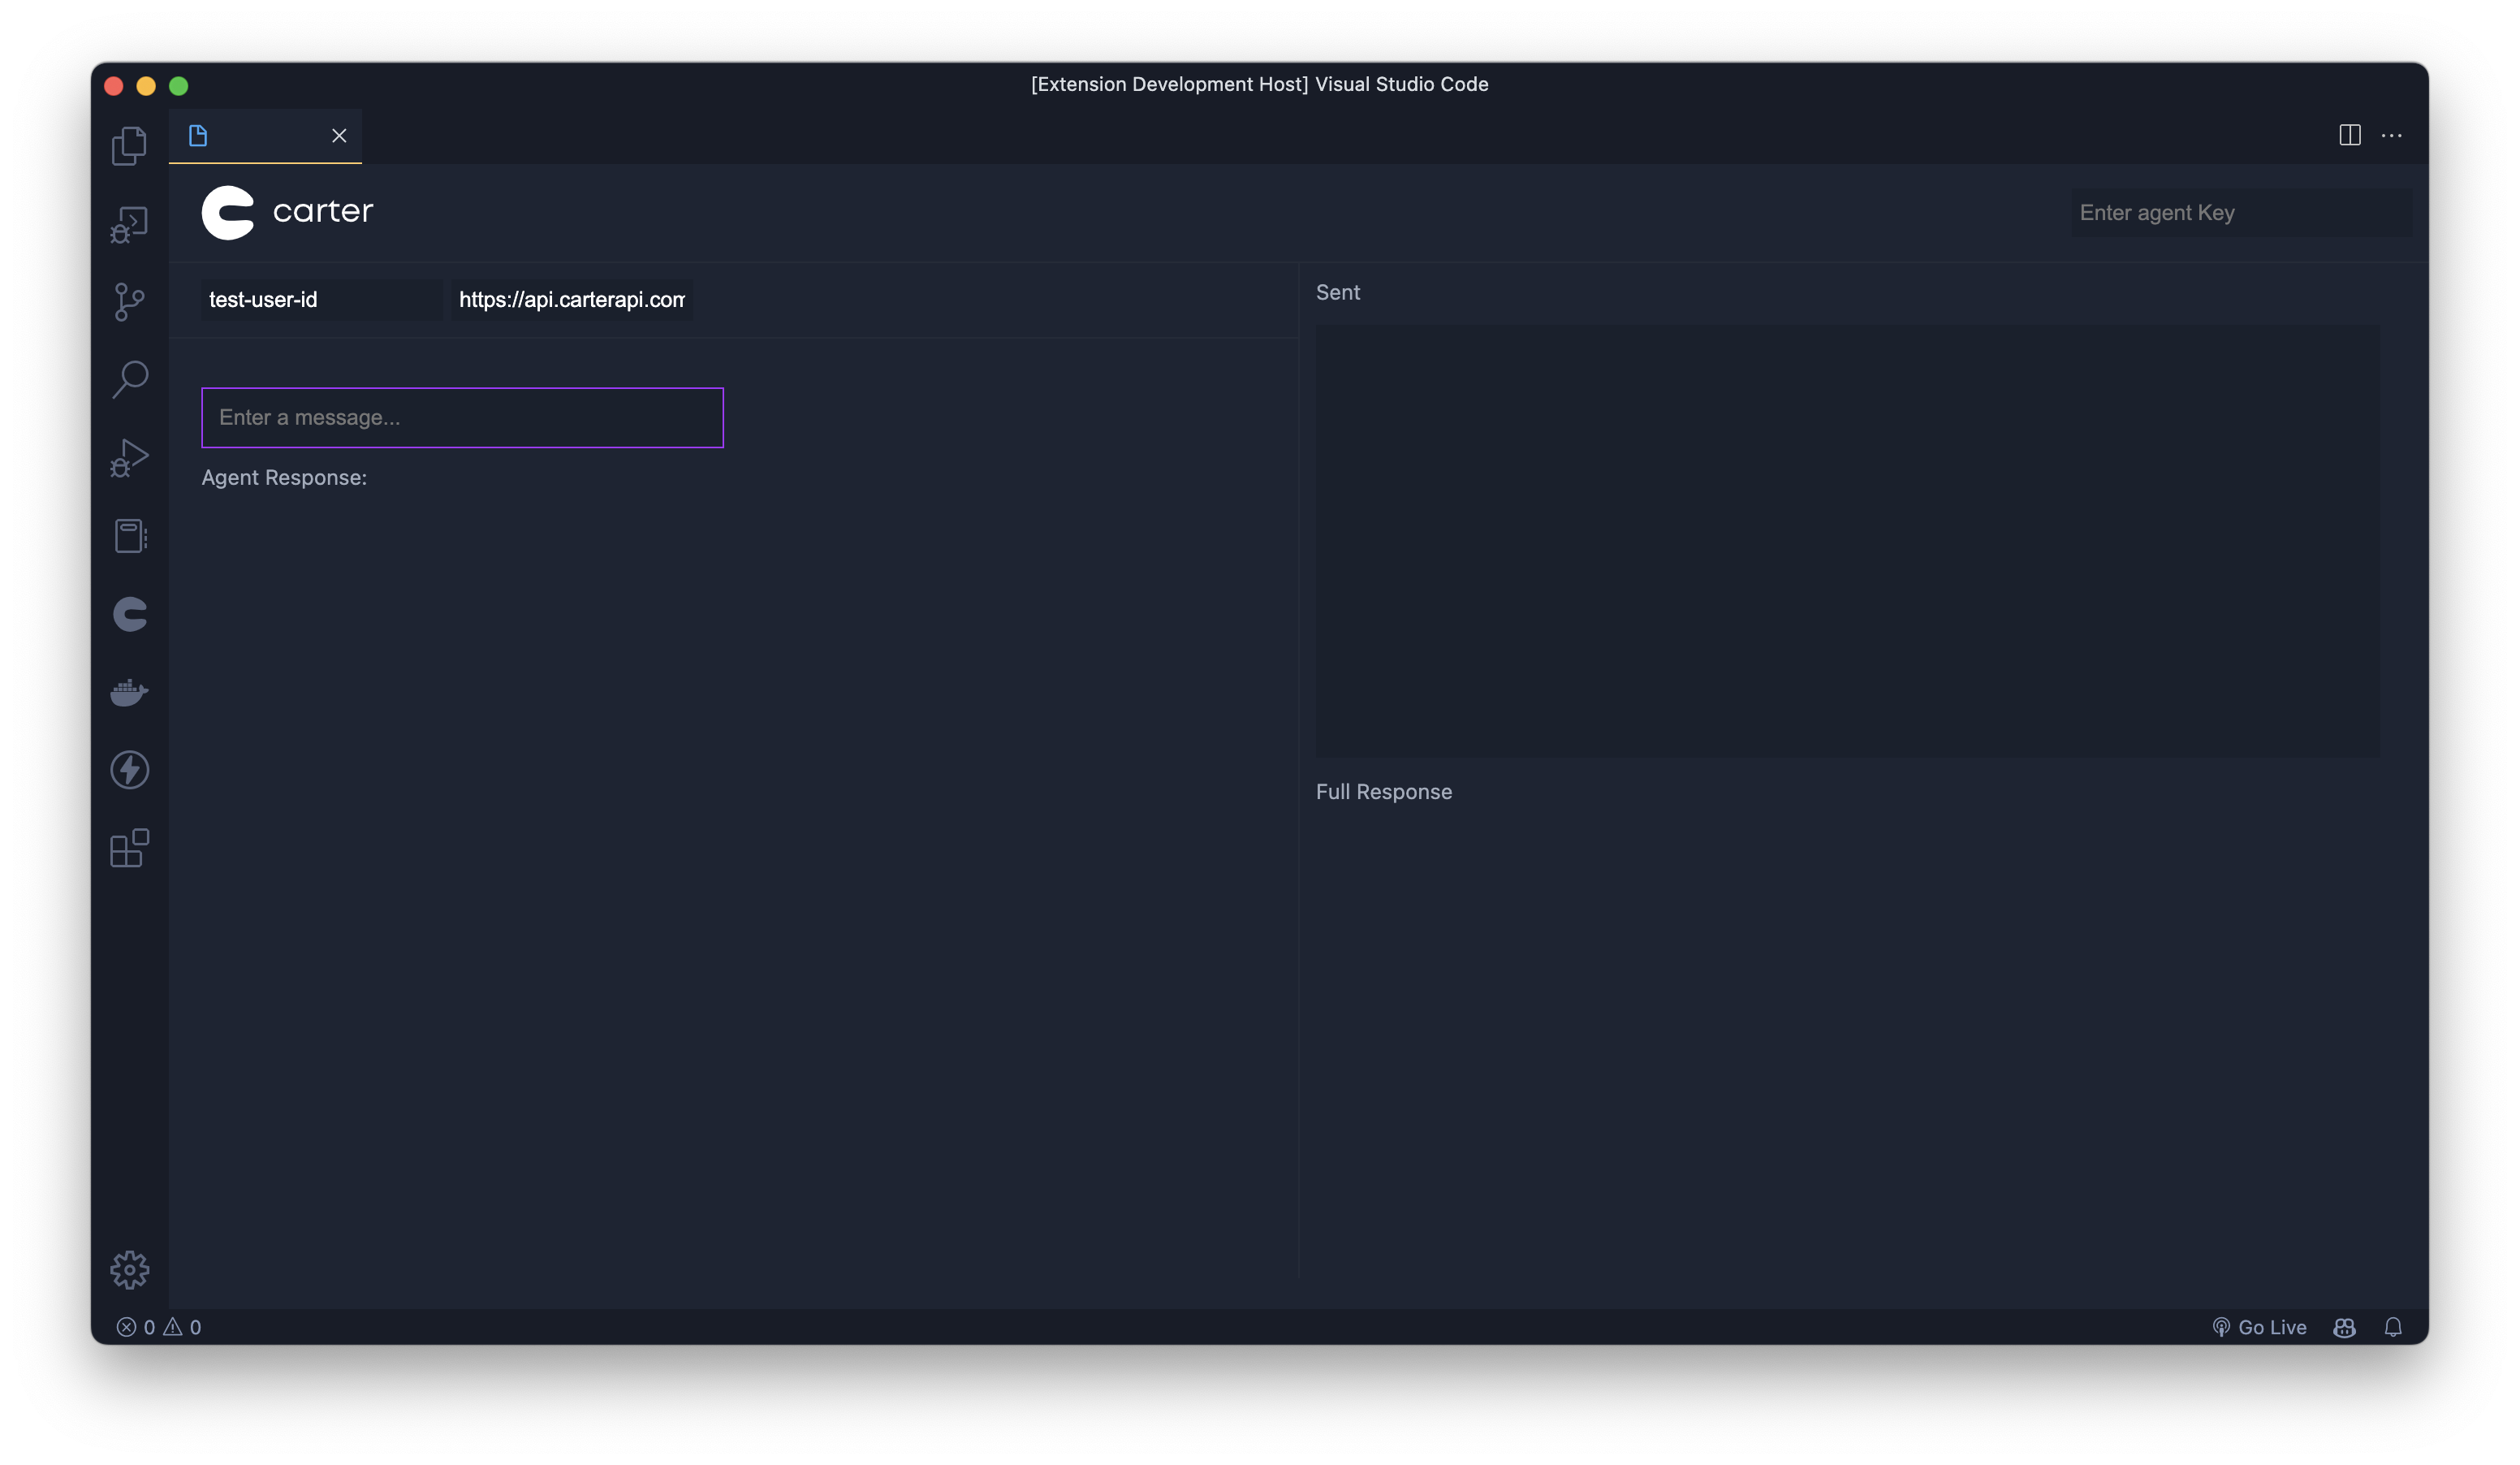 [Extension Development Host] Visual Studio Code
carter
Enter agent Key
test-user-id
https://api.carterapi.com
Sent
Enter a message...
Agent Response:
Full Response
0 0
Go Live